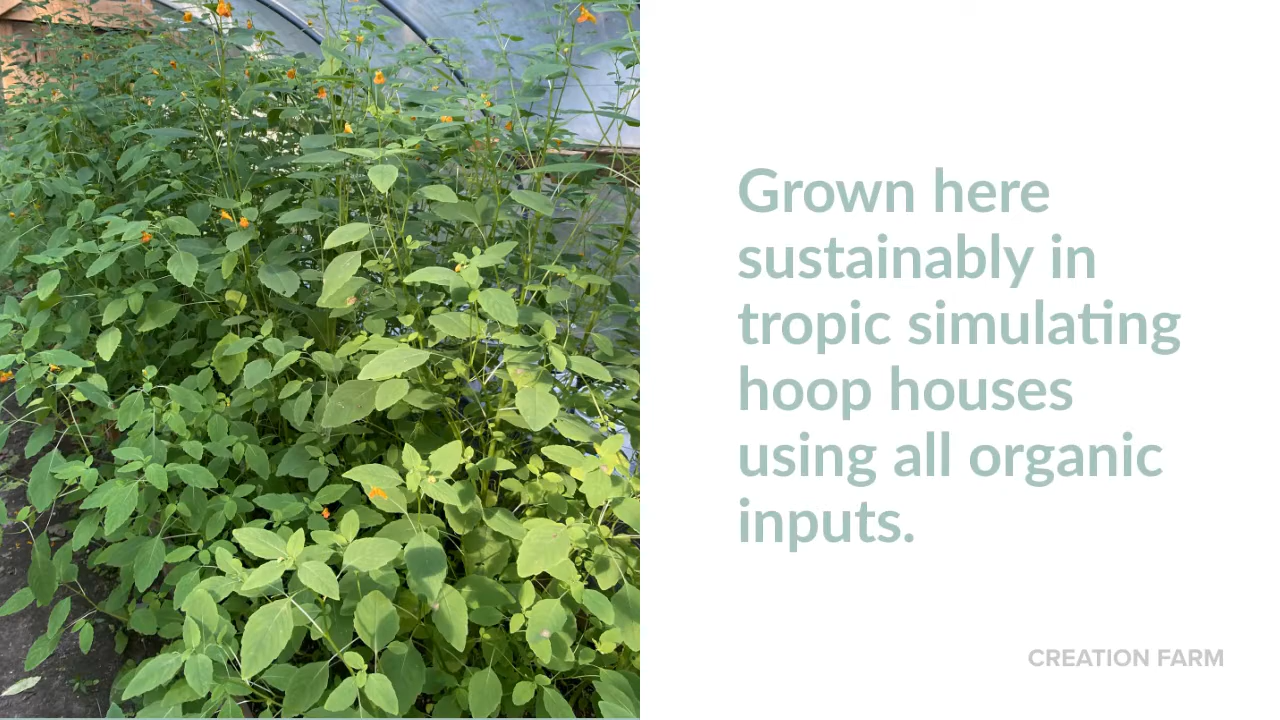 Grown here
sustainably in
tropic simulating
hoop houses
using all organic
inputs.
CREATION FARM